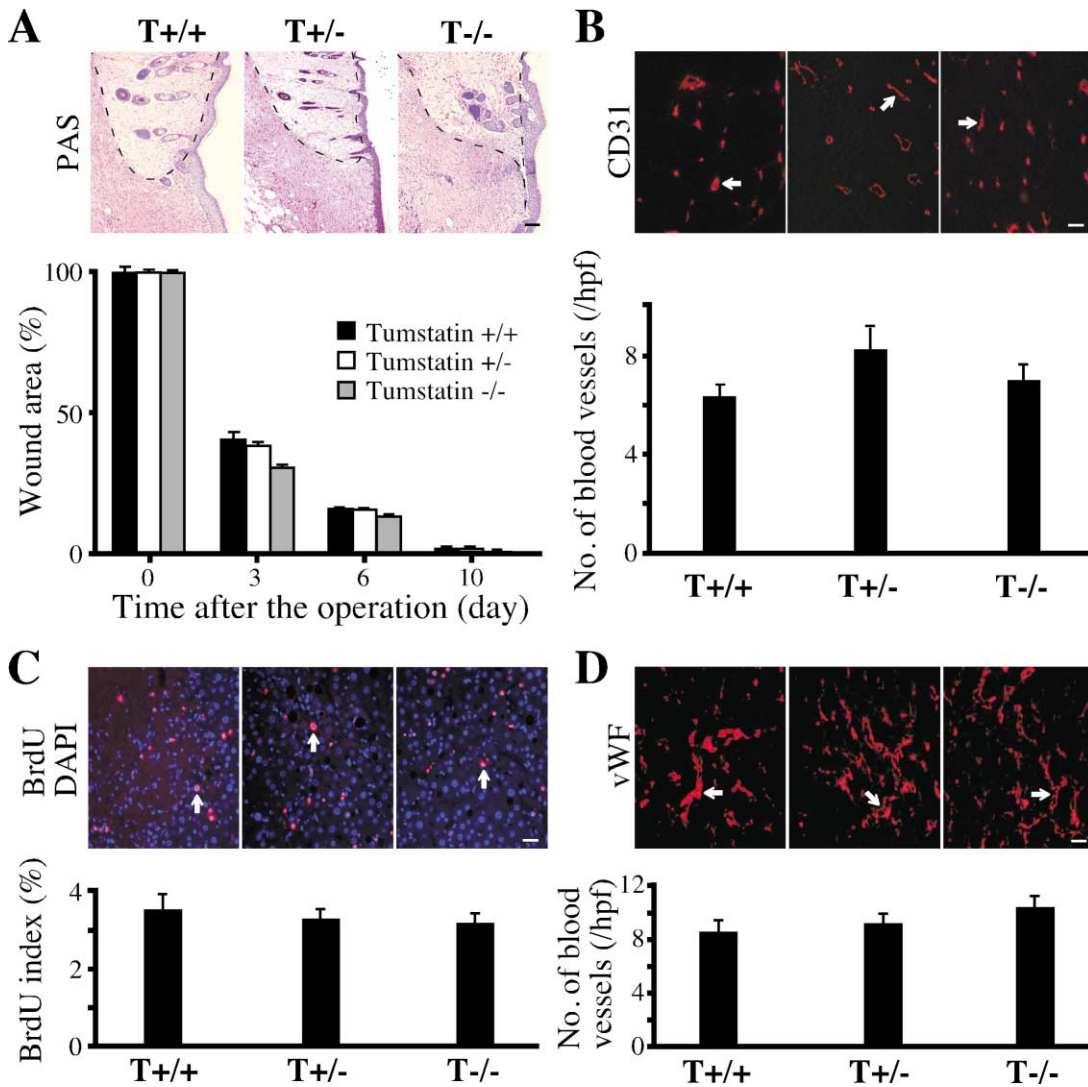 A
T+/+
T+/-
T-/-
PAS
Wound area (%)
100
50
0
Tumstatin +/+
Tumstatin +/-
Tumstatin -/-
0
3
6
10
Time after the operation (day)
B
CD31
No. of blood vessels (/hpf)
8
4
0
T+/+
T+/-
T-/-
C
BrdU
DAPI
BrdU index (%)
4
2
0
T+/+
T+/-
T-/-
D
vWF
No. of blood
vessels (/hpf)
12
8
4
0
T+/+
T+/-
T-/-